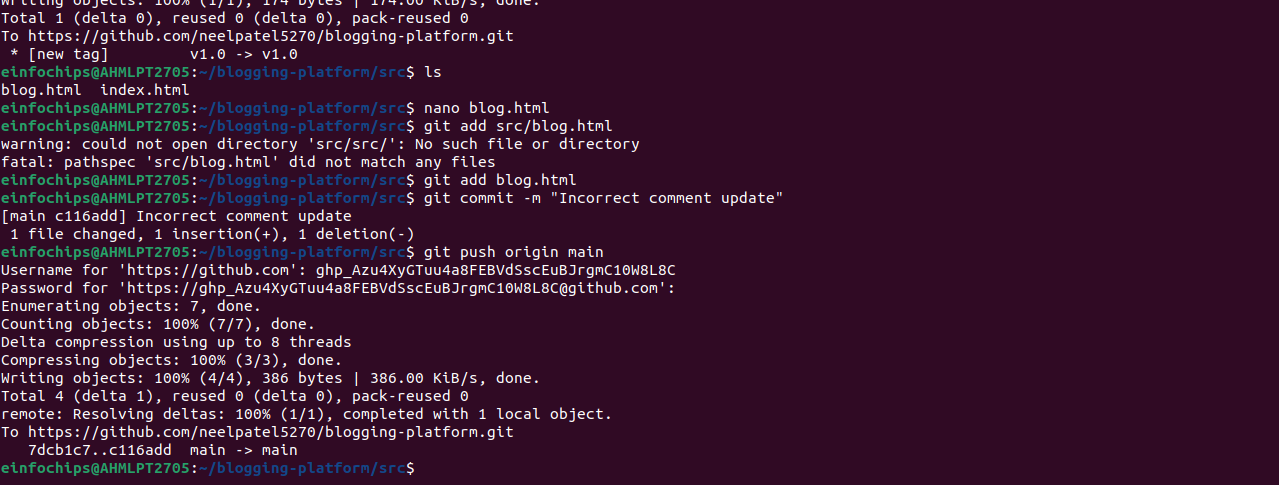 Writing objects: 100% (1/1), 174 bytes | 174.00 KiB/s, done.
Total 1 (delta 0), reused 0 (delta 0), pack-reused 0
To https://github.com/neelpatel5270/blogging-platform.git
 * [new tag]         v1.0 -> v1.0
einfochips@AHMLPT2705:~/blogging-platform/src$ ls
blog.html  index.html
einfochips@AHMLPT2705:~/blogging-platform/src$ nano blog.html
einfochips@AHMLPT2705:~/blogging-platform/src$ git add src/blog.html
warning: could not open directory 'src/src/': No such file or directory
fatal: pathspec 'src/blog.html' did not match any files
einfochips@AHMLPT2705:~/blogging-platform/src$ git add blog.html
einfochips@AHMLPT2705:~/blogging-platform/src$ git commit -m "Incorrect comment update"
[main c116add] Incorrect comment update
 1 file changed, 1 insertion(+), 1 deletion(-)
einfochips@AHMLPT2705:~/blogging-platform/src$ git push origin main
Username for 'https://github.com': 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
Password for 'https://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@github.com':
Enumerating objects: 7, done.
Counting objects: 100% (7/7), done.
Delta compression using up to 8 threads
Compressing objects: 100% (3/3), done.
Writing objects: 100% (4/4), 386 bytes | 386.00 KiB/s, done.
Total 4 (delta 1), reused 0 (delta 0), pack-reused 0
remote: Resolving deltas: 100% (1/1), completed with 1 local object.
To https://github.com/neelpatel5270/blogging-platform.git
   7dcb1c7..c116add  main -> main
einfochips@AHMLPT2705:~/blogging-platform/src$